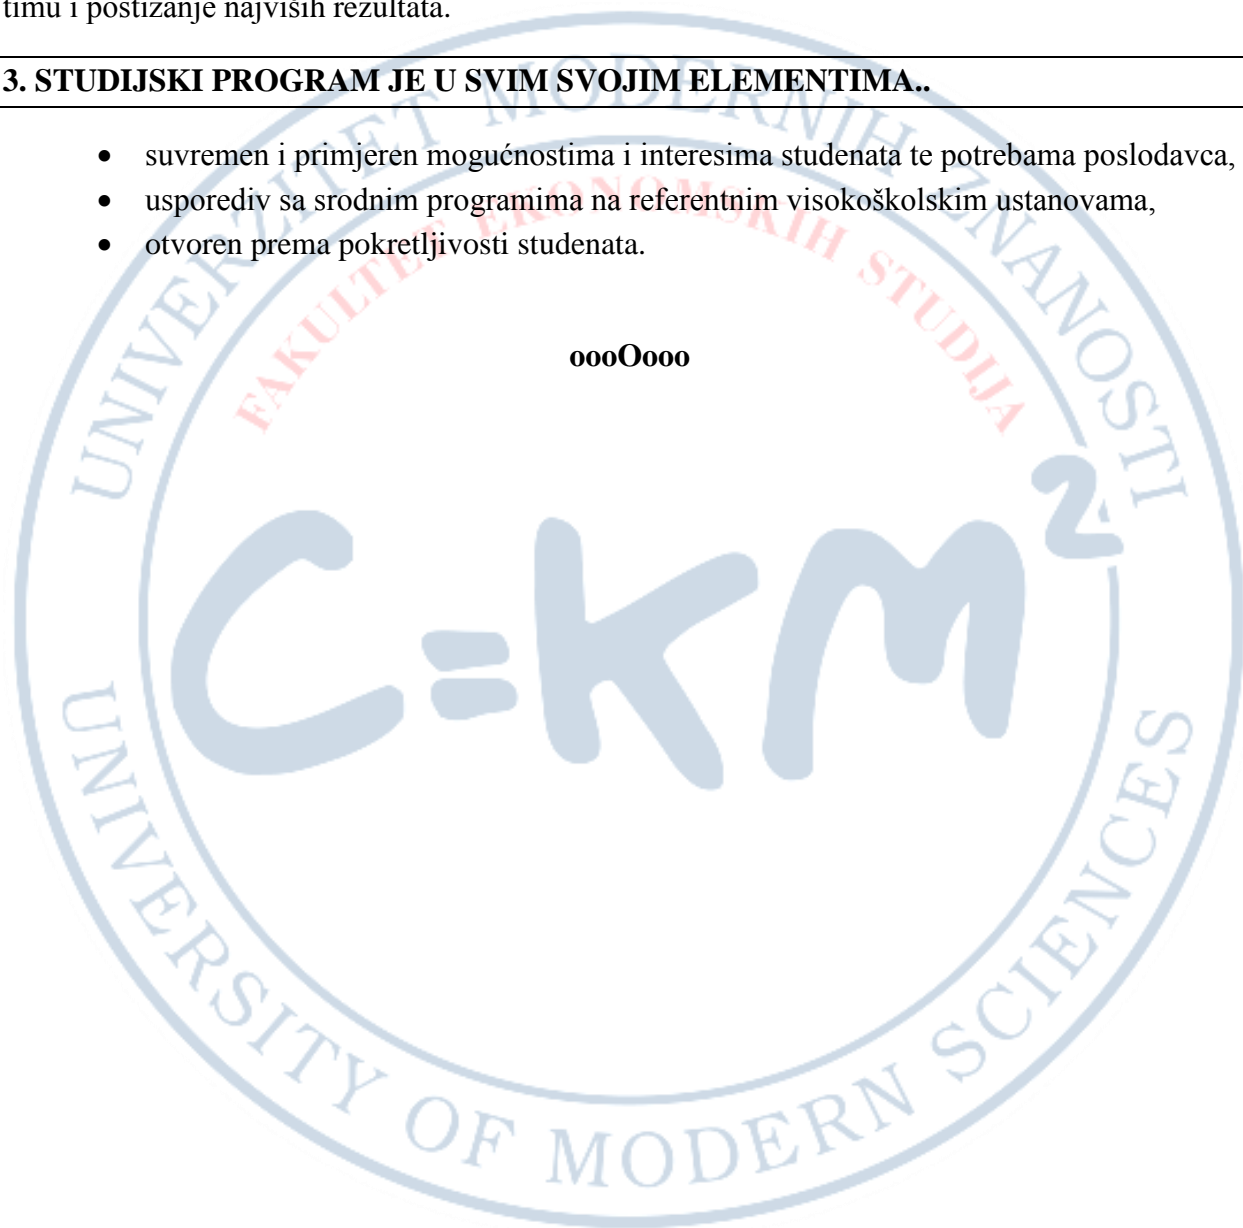 timu i postizanje najviših rezultata.
3. STUDIJSKI PROGRAM JE U SVIM SVOJIM ELEMENTIMA..
• suvremen i primjeren mogućnostima i interesima studenata te potrebama poslodavca,
• usporediv sa srodnim programima na referentnim visokoškolskim ustanovama,
• otvoren prema pokretljivosti studenata.
oooOooo
UNIVERZITET MODERNIH ZNANOSTI
FAKULTET EKONOMSKIH STUDIJA
C=KM²
UNIVERSITY OF MODERN SCIENCES